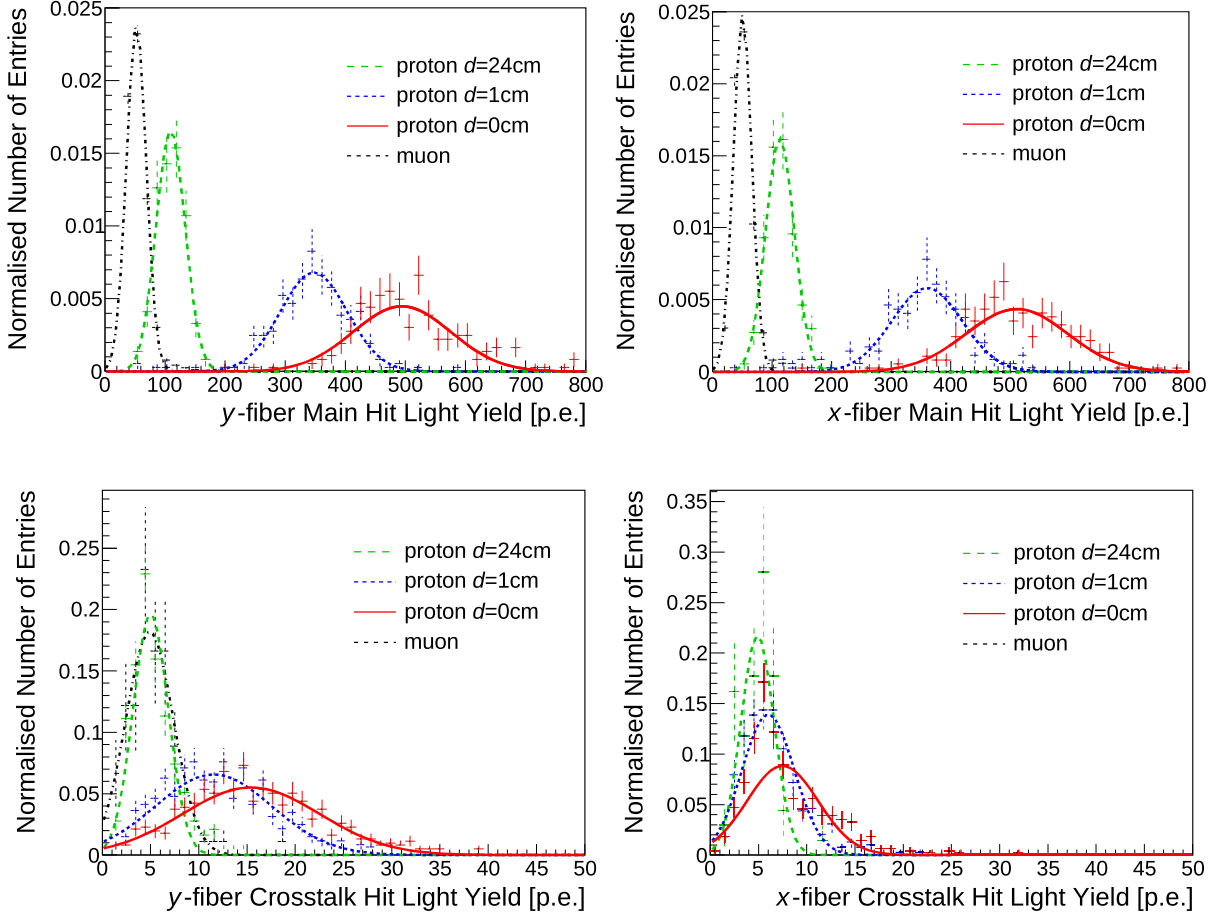 Normalised Number of Entries
0.025
0.02
0.015
0.01
0.005
0
proton d=24cm
proton d=1cm
proton d=0cm
muon
0 100 200 300 400 500 600 700 800
y-fiber Main Hit Light Yield [p.e.]
Normalised Number of Entries
0.025
0.02
0.015
0.01
0.005
0
proton d=24cm
proton d=1cm
proton d=0cm
muon
0 100 200 300 400 500 600 700 800
x-fiber Main Hit Light Yield [p.e.]
Normalised Number of Entries
0.25
0.2
0.15
0.1
0.05
0
proton d=24cm
proton d=1cm
proton d=0cm
muon
0 5 10 15 20 25 30 35 40 45 50
y-fiber Crosstalk Hit Light Yield [p.e.]
Normalised Number of Entries
0.35
0.3
0.25
0.2
0.15
0.1
0.05
0
proton d=24cm
proton d=1cm
proton d=0cm
muon
0 5 10 15 20 25 30 35 40 45 50
x-fiber Crosstalk Hit Light Yield [p.e.]